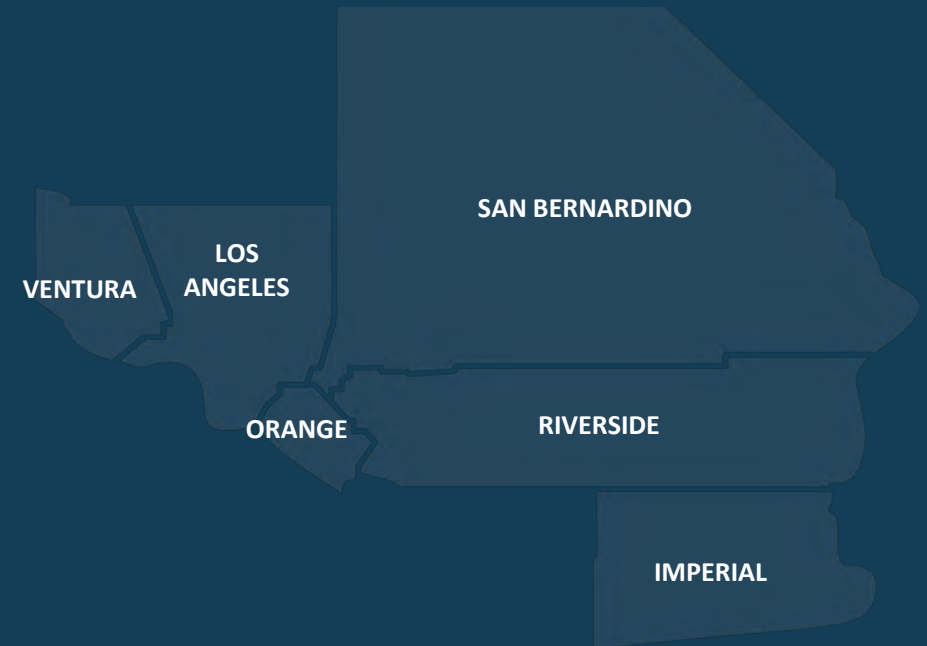 SAN BERNARDINO
LOS
ANGELES
VENTURA
ORANGE
RIVERSIDE
IMPERIAL